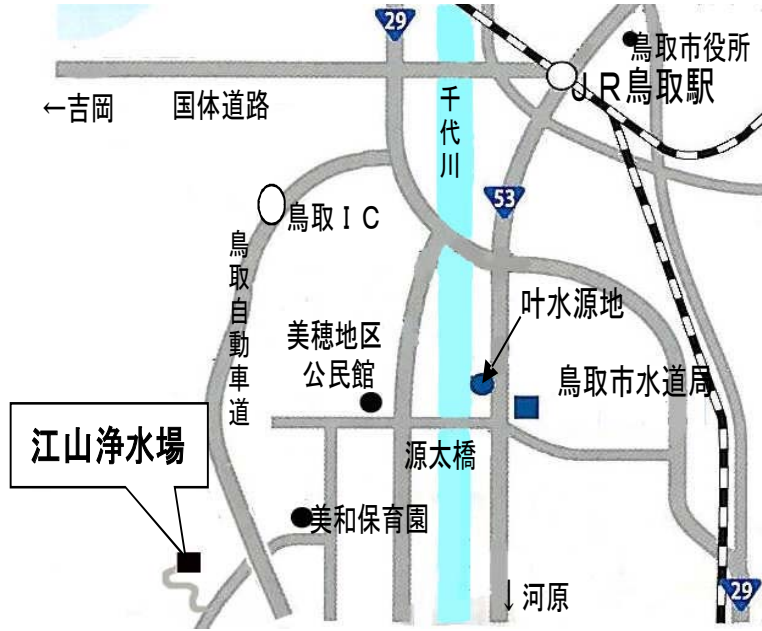 29
鳥取市役所
JR鳥取駅
←吉岡
国体道路
千代川
53
鳥取IC
鳥取自動車道
叶水源地
美穂地区
公民館
鳥取市水道局
江山浄水場
源太橋
美和保育園
↓河原
29